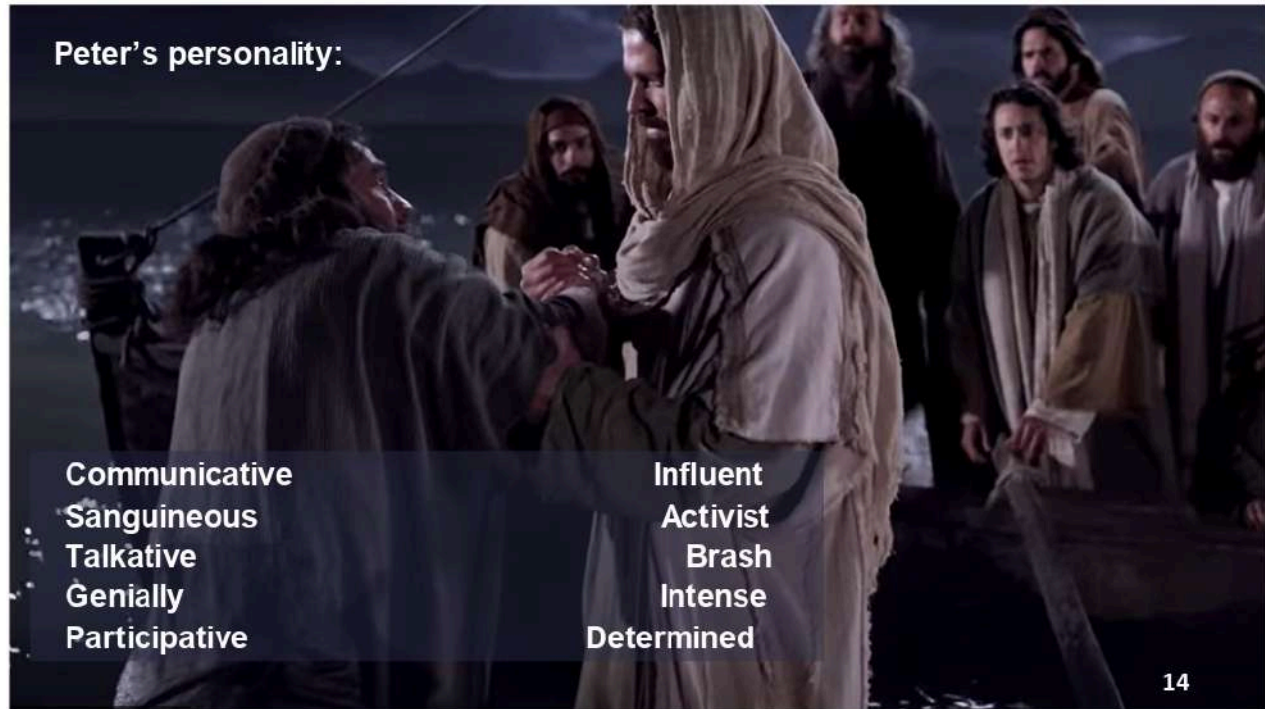 Peter's personality:
Communicative
Sanguineous
Talkative
Genially
Participative
Influent
Activist
Brash
Intense
Determined
14